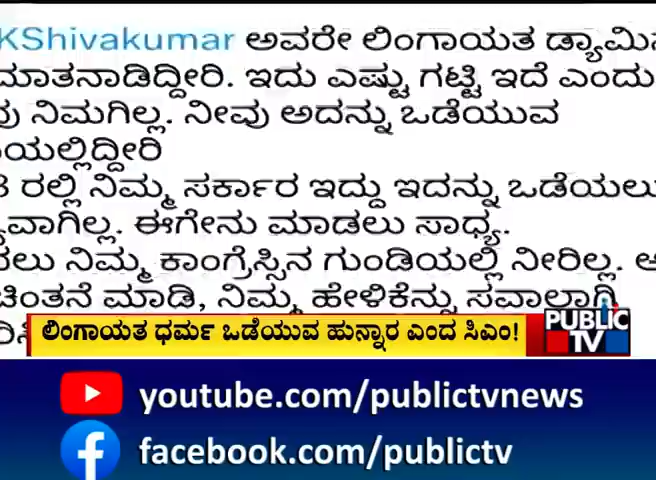 KShivakumar ಅವರೇ ಲಿಂಗಾಯತ ಡ್ಯಾಮಿನ
ಮಾತನಾಡಿದ್ದೀರಿ. ಇದು ಎಷ್ಟು ಗಟ್ಟಿ ಇದೆ ಎಂದು
ನಿಮಗಿಲ್ಲ. ನೀವು ಅದನ್ನು ಒಡೆಯುವ
ಯಲ್ಲಿದ್ದೀರಿ
ರಲ್ಲಿ ನಿಮ್ಮ ಸರ್ಕಾರ ಇದ್ದು ಇದನ್ನು ಒಡೆಯಲು
ವಾಗಿಲ್ಲ. ಈಗೇನು ಮಾಡಲು ಸಾಧ್ಯ.
ಲು ನಿಮ್ಮ ಕಾಂಗ್ರೆಸ್ಸಿನ ಗುಂಡಿಯಲ್ಲಿ ನೀರಿಲ್ಲ.
ಚಿಂತನೆ ಮಾಡಿ, ನಿಮ್ಮ ಹೇಳಿಕೆನ್ನು ಸವಾಲಾಗಿ
ಲಿಂಗಾಯತ ಧರ್ಮ ಒಡೆಯುವ ಹುನ್ನಾರ ಎಂದ ಸಿಎಂ!
PUBLIC
TV
youtube.com/publictvnews
facebook.com/publictv